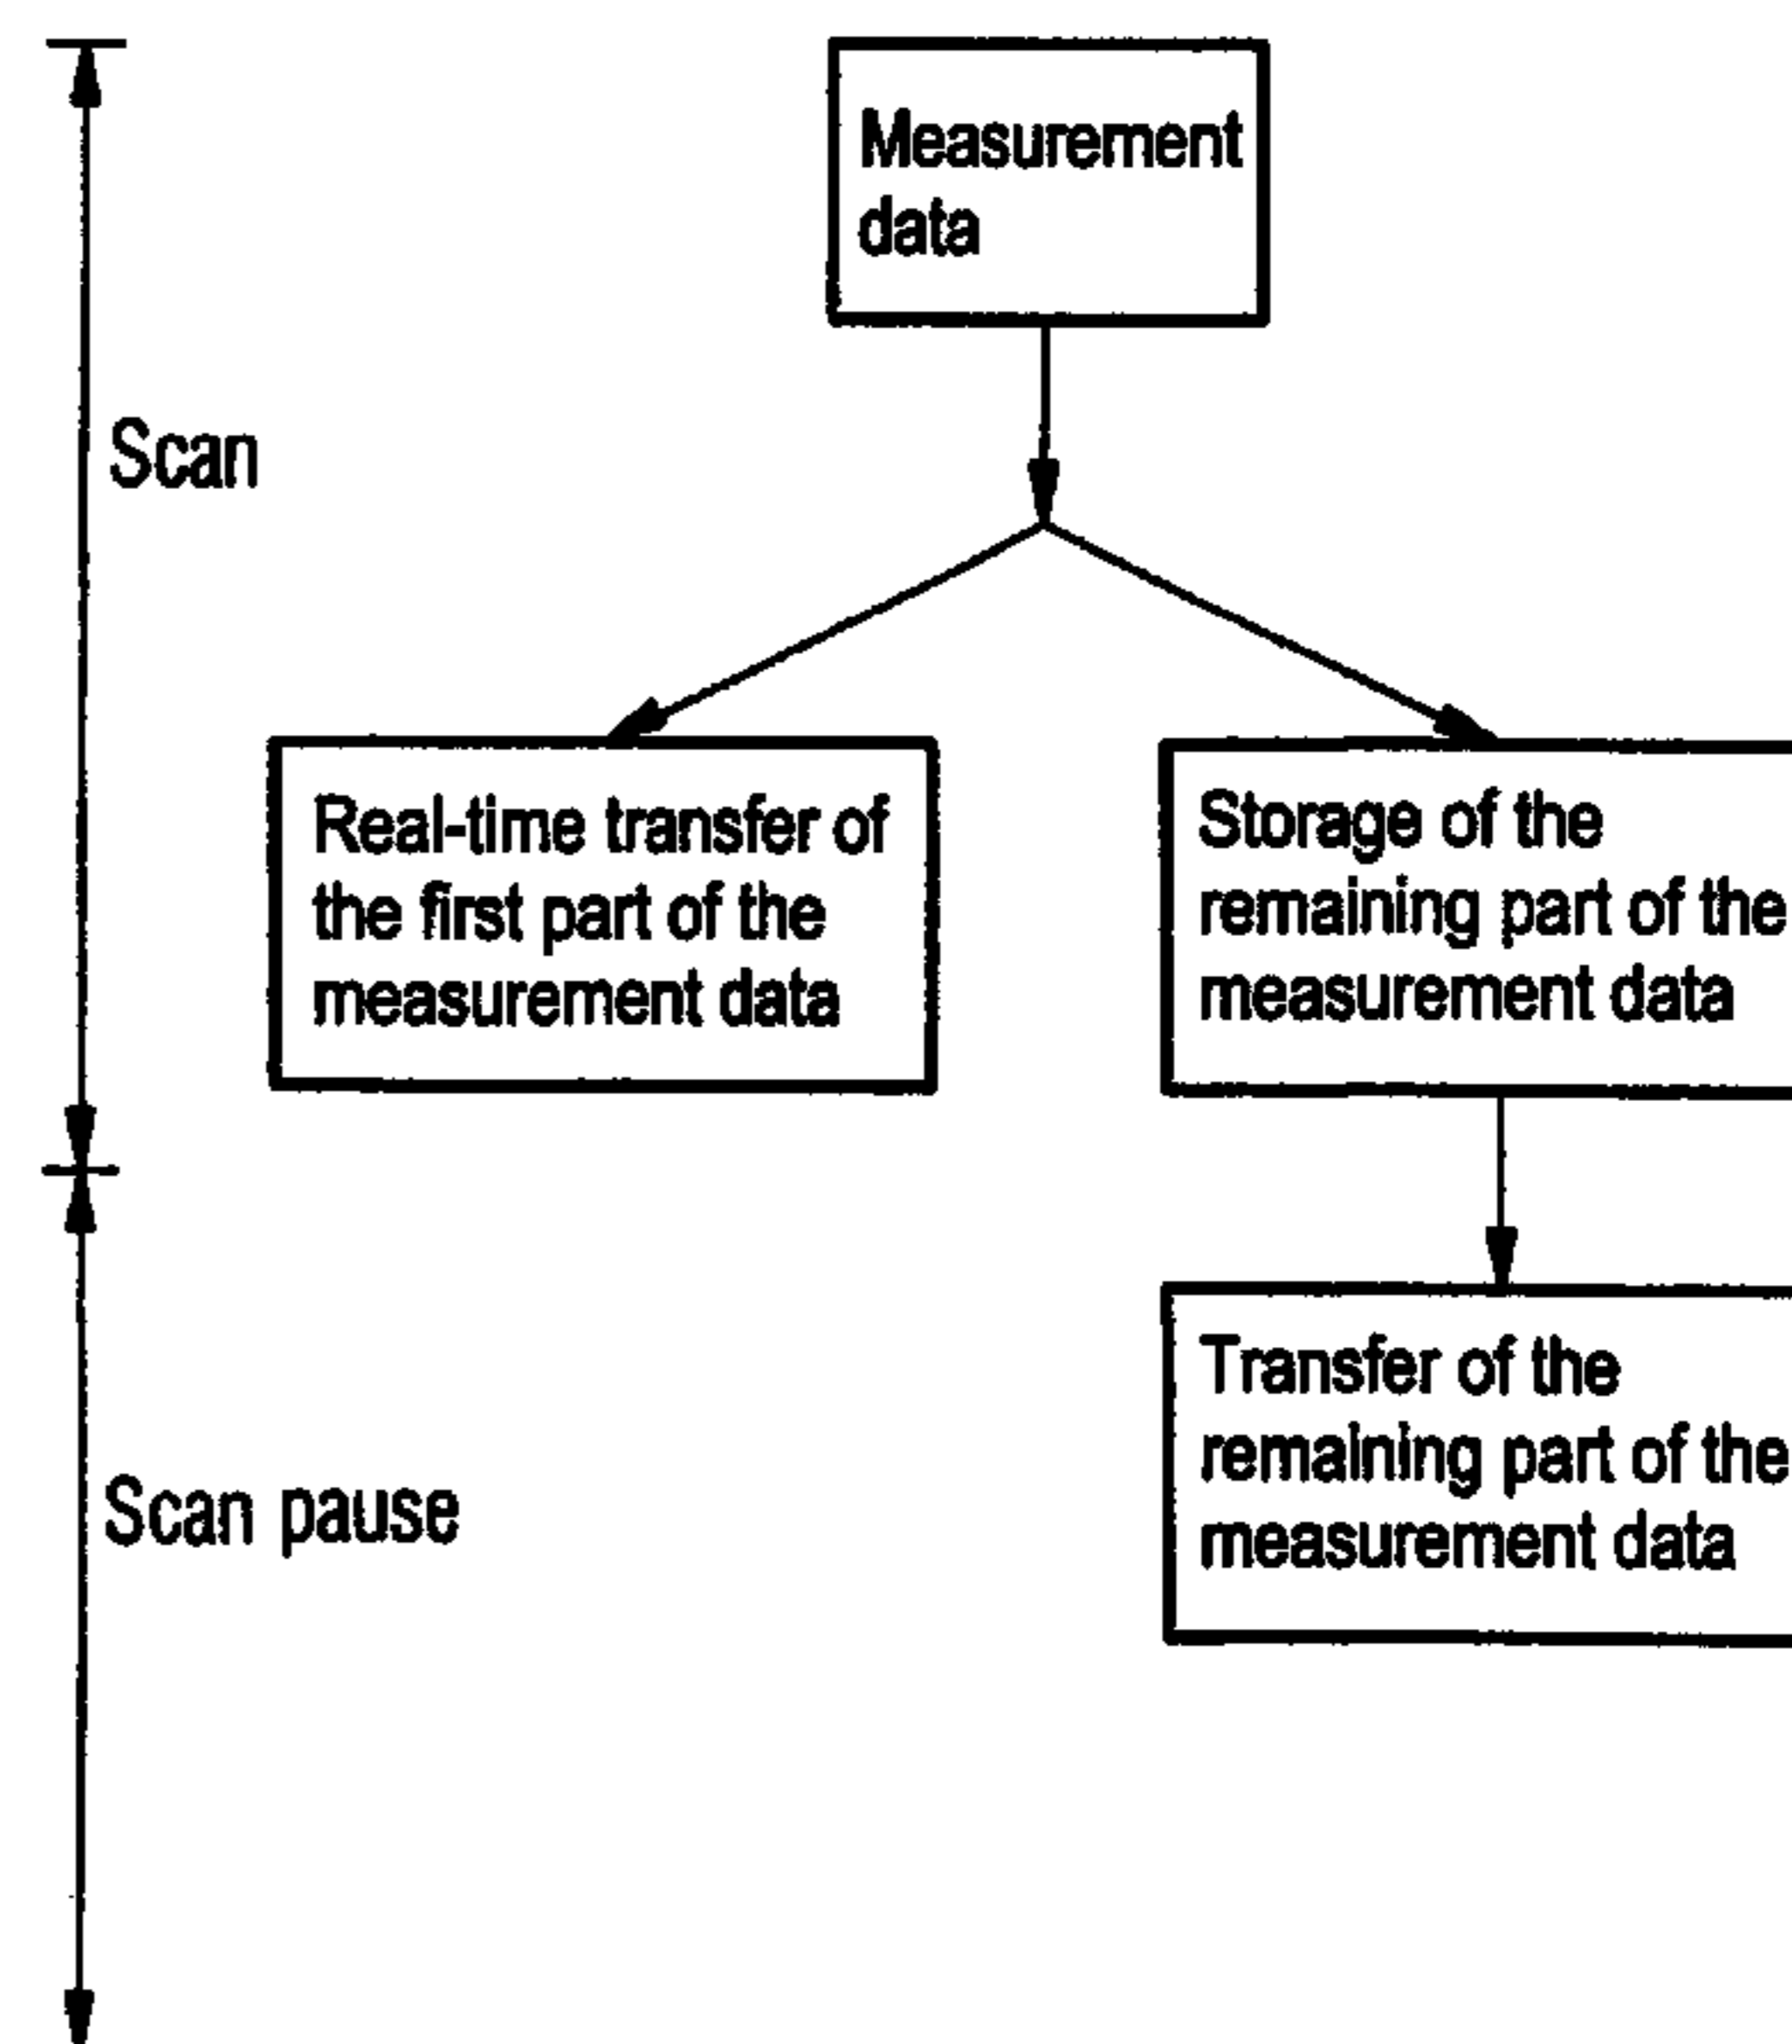 Measurement
data
Scan
Real-time transfer of
the first part of the
measurement data
Storage of the
remaining part of the
measurement data
Transfer of the
remaining part of the
measurement data
Scan pause